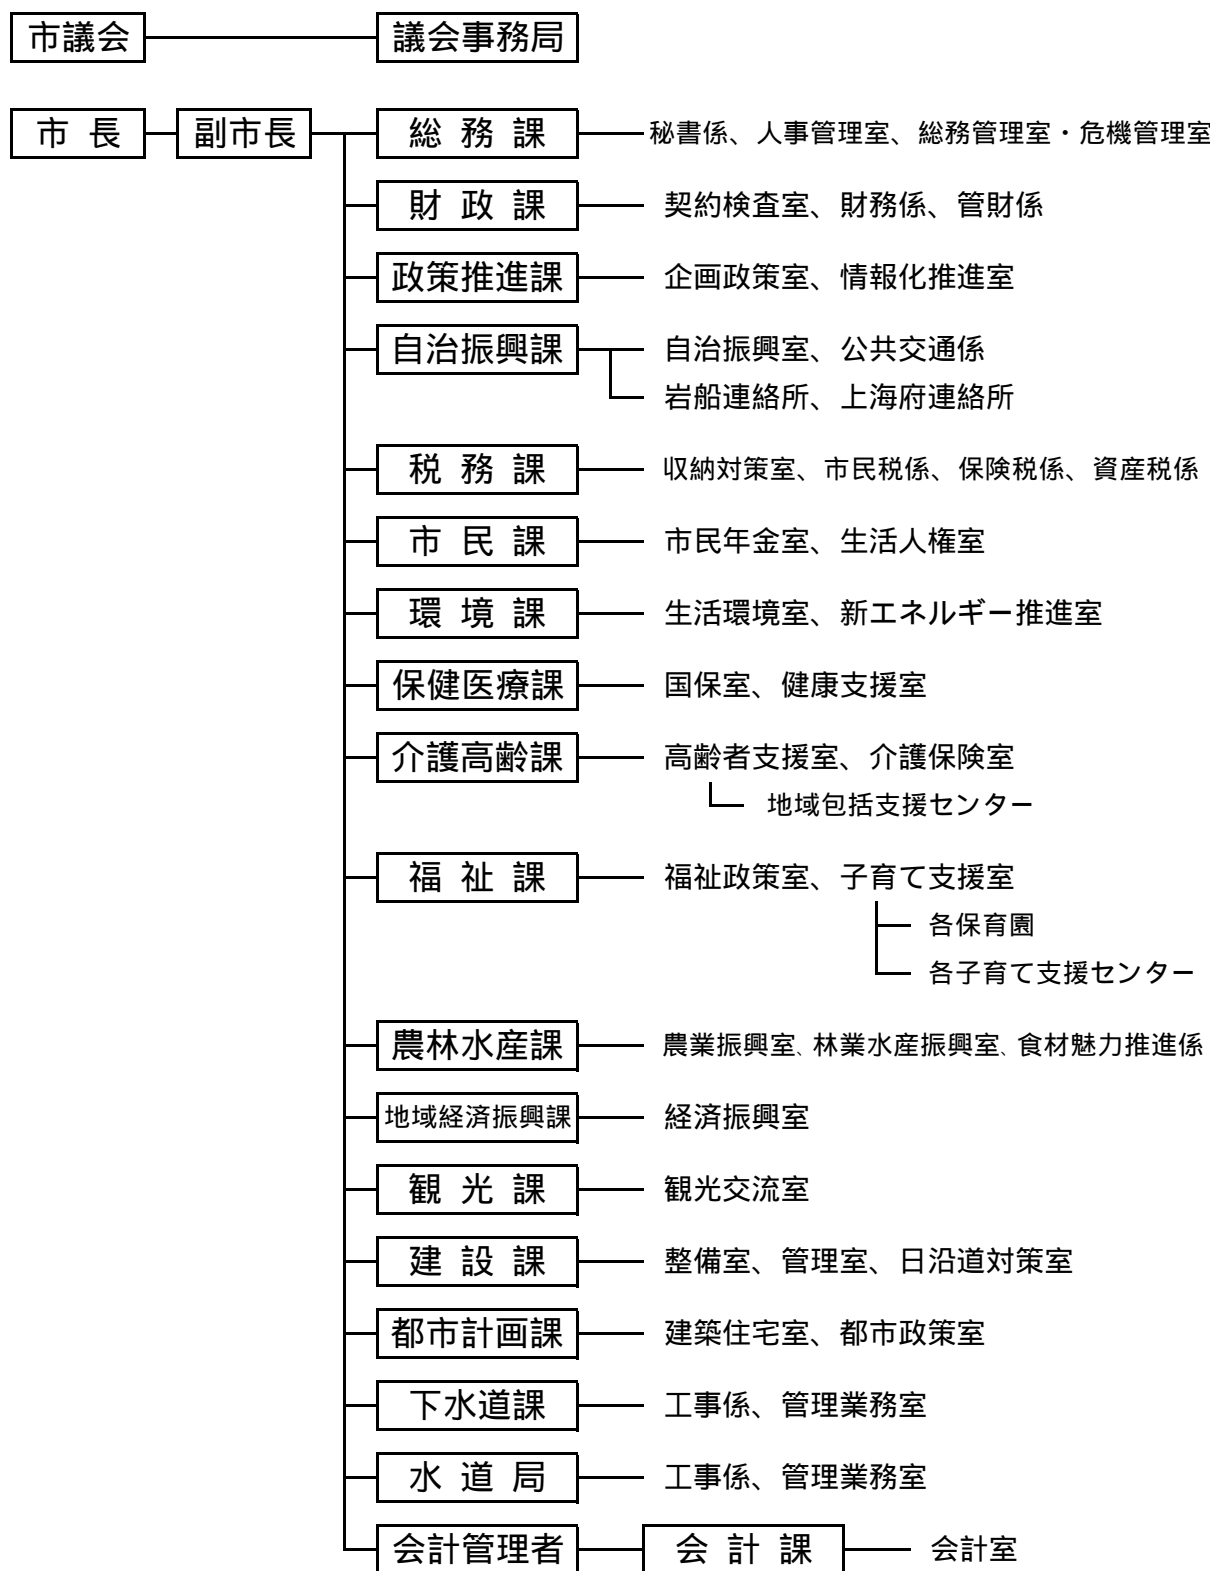 市議会 議会事務局
市 長 副市長 総 務 課 秘書係、人事管理室、総務管理室・危機管理室
財 政 課 契約検査室、財務係、管財係
政策推進課 企画政策室、情報化推進室
自治振興課 自治振興室、公共交通係
岩船連絡所、上海府連絡所
税 務 課 収納対策室、市民税係、保険税係、資産税係
市 民 課 市民年金室、生活人権室
環 境 課 生活環境室、新エネルギー推進室
保健医療課 国保室、健康支援室
介護高齢課 高齢者支援室、介護保険室
地域包括支援センター
福 祉 課 福祉政策室、子育て支援室
各保育園
各子育て支援センター
農林水産課 農業振興室、林業水産振興室、食材魅力推進係
地域経済振興課 経済振興室
観 光 課 観光交流室
建 設 課 整備室、管理室、日沿道対策室
都市計画課 建築住宅室、都市政策室
下水道課 工事係、管理業務室
水 道 局 工事係、管理業務室
会計管理者 会 計 課 会計室